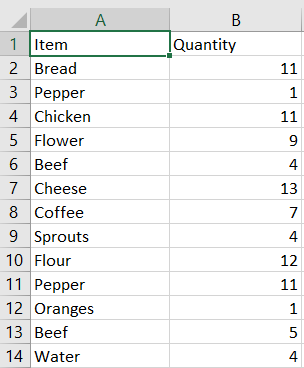 A B
1 Item Quantity
2 Bread 11
3 Pepper 1
4 Chicken 11
5 Flower 9
6 Beef 4
7 Cheese 13
8 Coffee 7
9 Sprouts 4
10 Flour 12
11 Pepper 11
12 Oranges 1
13 Beef 5
14 Water 4